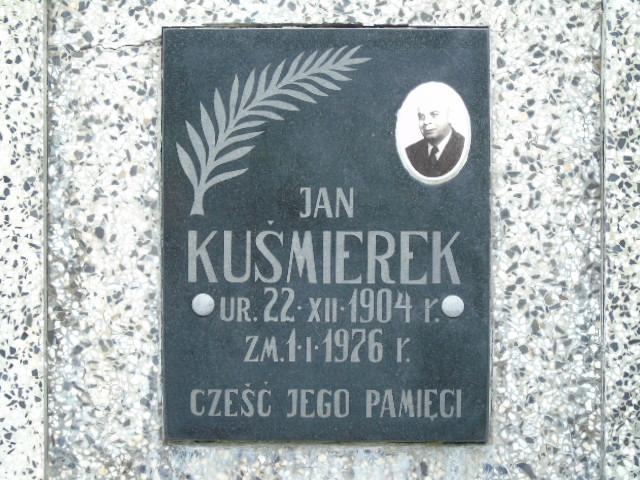 JAN
KUŚMIEREK
UR. 22·XII·1904 r.
ZM. 1·I·1976 r.
CZEŚĆ JEGO PAMIĘCI